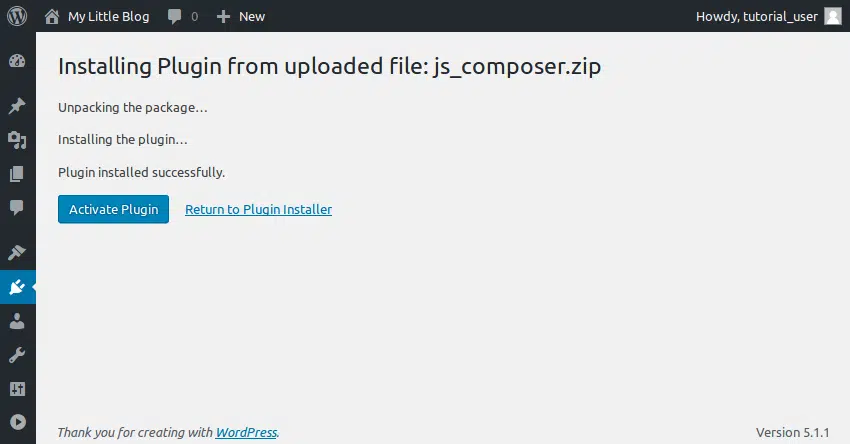 My Little Blog 0 New Howdy, tutorial_user
Installing Plugin from uploaded file: js_composer.zip
Unpacking the package…
Installing the plugin…
Plugin installed successfully.
Activate Plugin Return to Plugin Installer
Thank you for creating with WordPress. Version 5.1.1